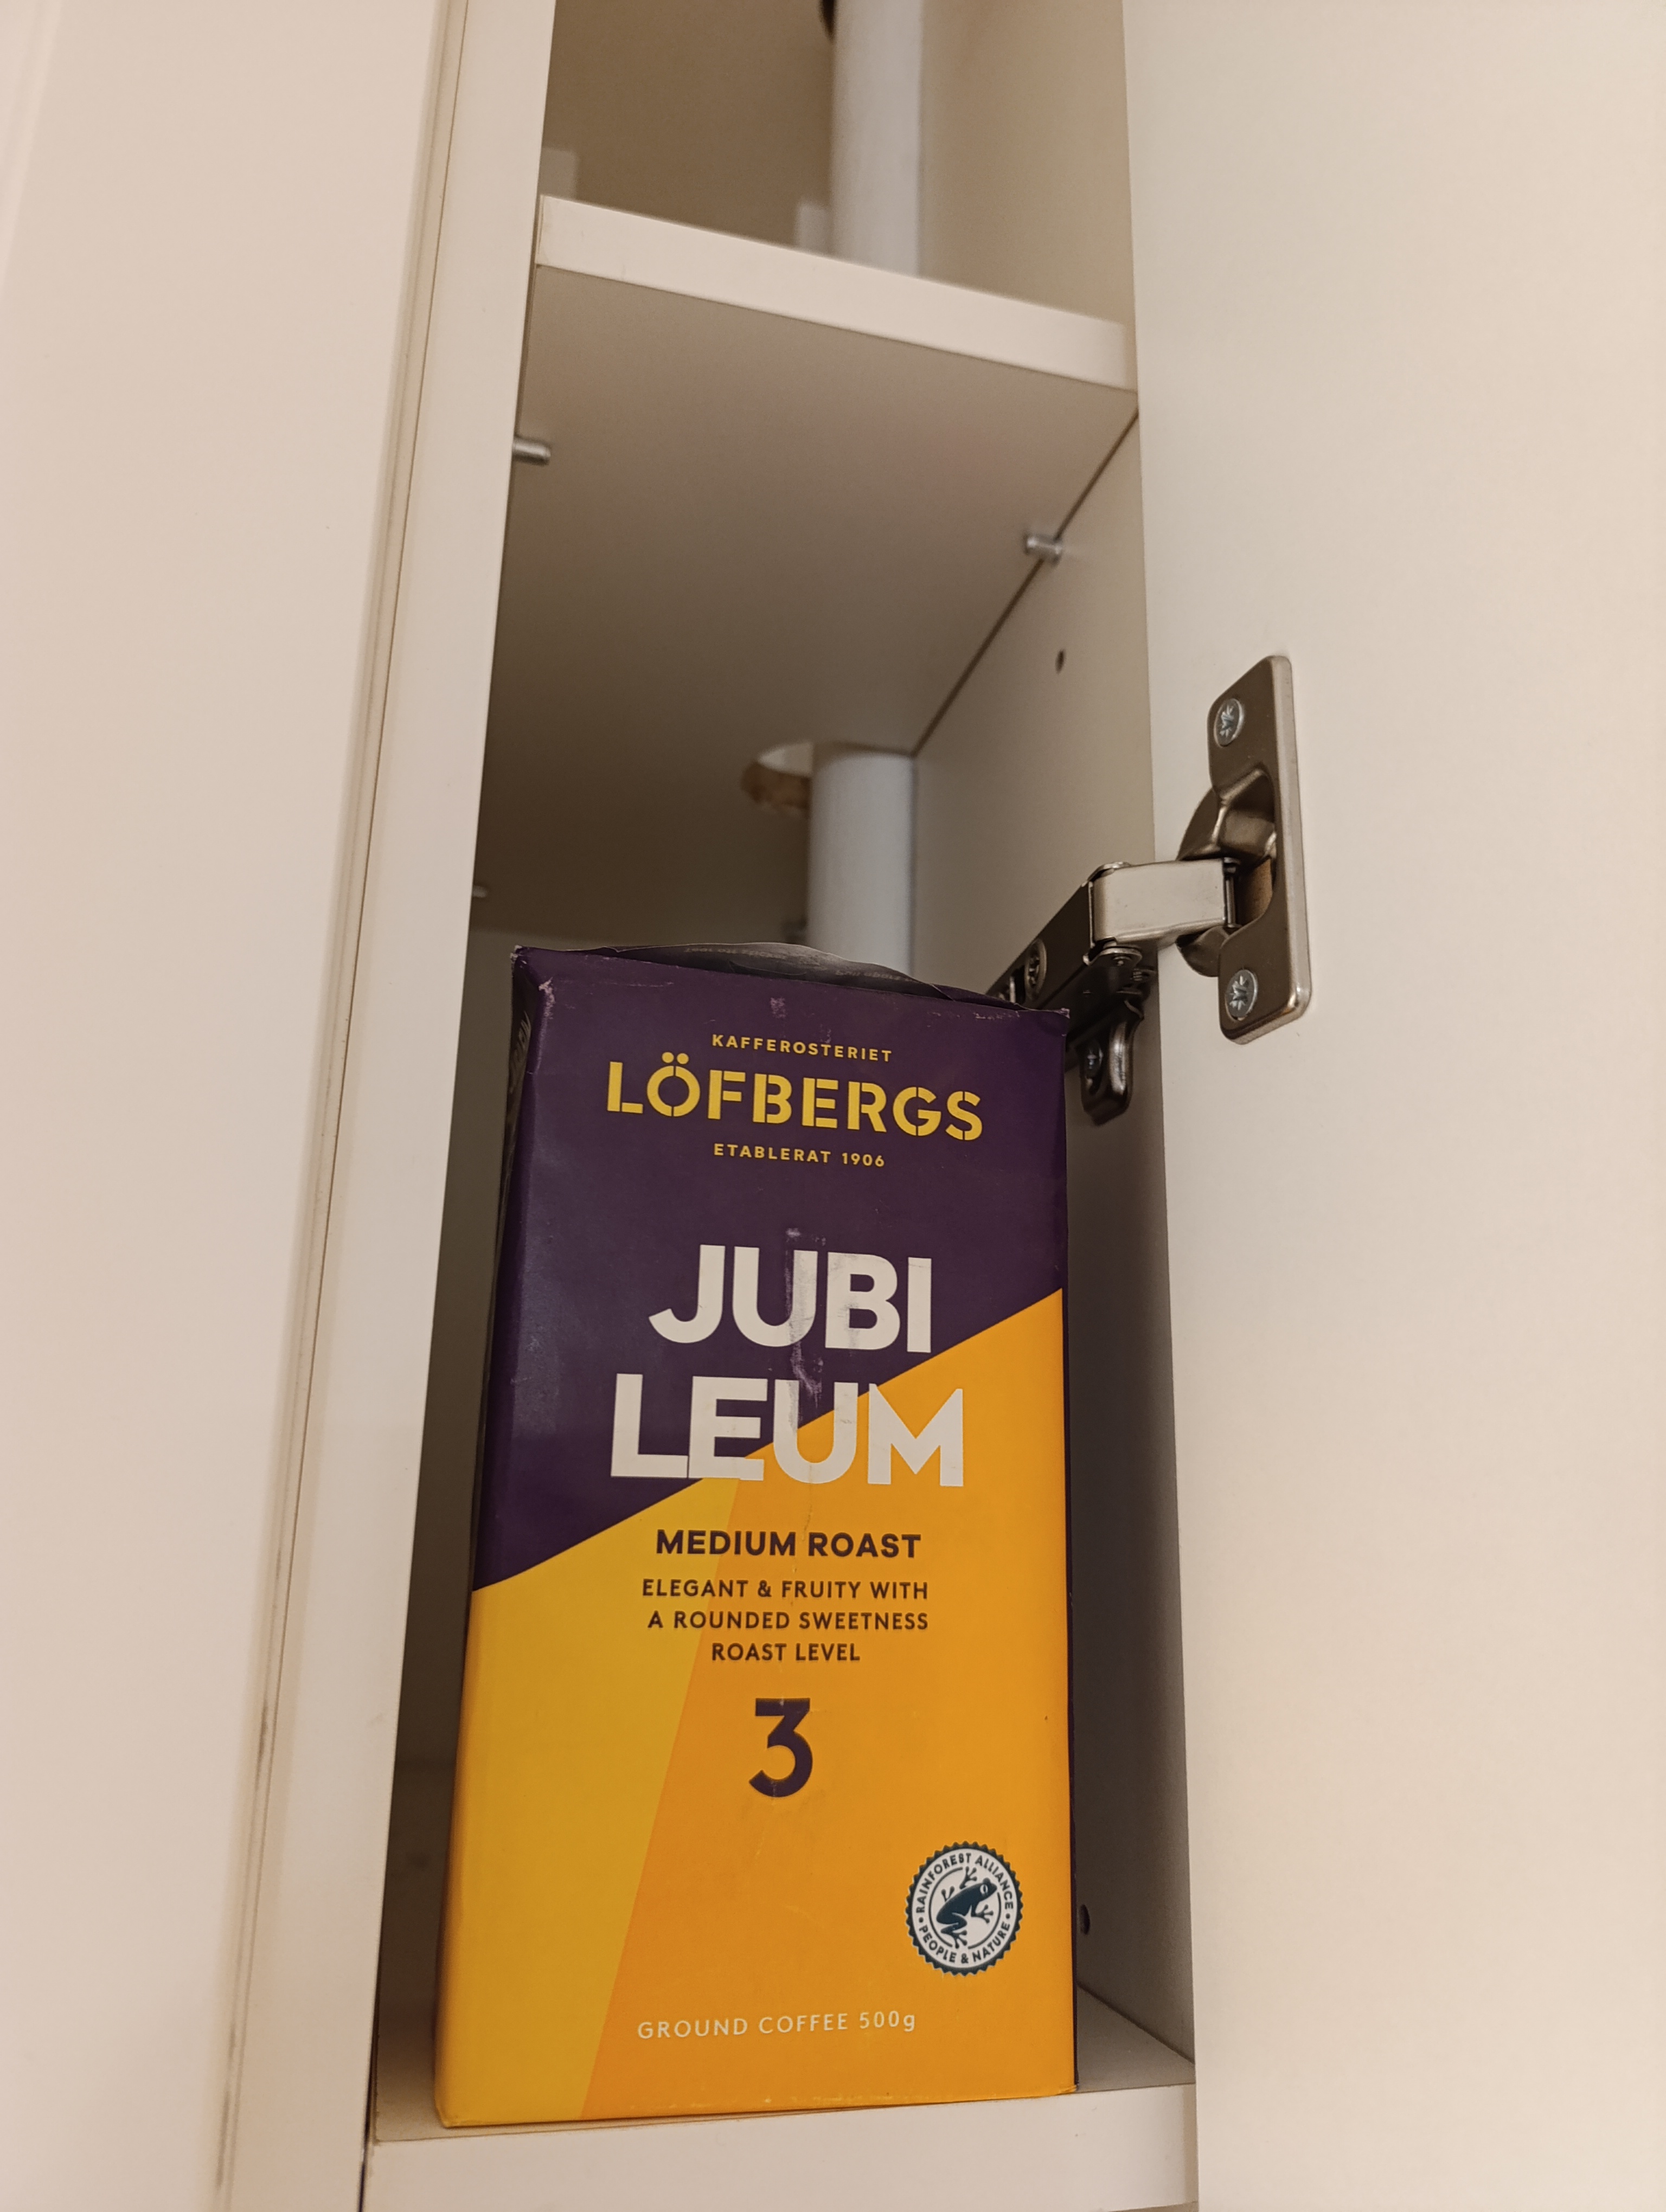 KAFFEROSTERIET
LÖFBERGS
ETABLERAT 1906
JUBI
LEUM
MEDIUM ROAST
ELEGANT & FRUITY WITH
A ROUNDED SWEETNESS
ROAST LEVEL
3
RAINFOREST ALLIANCE
PEOPLE & NATURE
GROUND COFFEE 500g